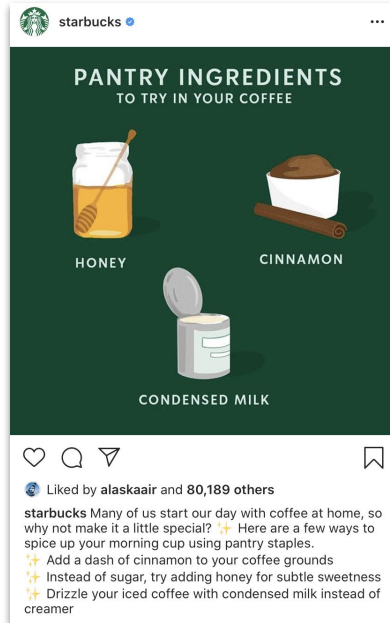 starbucks
PANTRY INGREDIENTS
TO TRY IN YOUR COFFEE
HONEY
CINNAMON
CONDENSED MILK
Liked by alaskaair and 80,189 others
starbucks Many of us start our day with coffee at home, so
why not make it a little special? ✨ Here are a few ways to
spice up your morning cup using pantry staples.
✨ Add a dash of cinnamon to your coffee grounds
✨ Instead of sugar, try adding honey for subtle sweetness
✨ Drizzle your iced coffee with condensed milk instead of
creamer